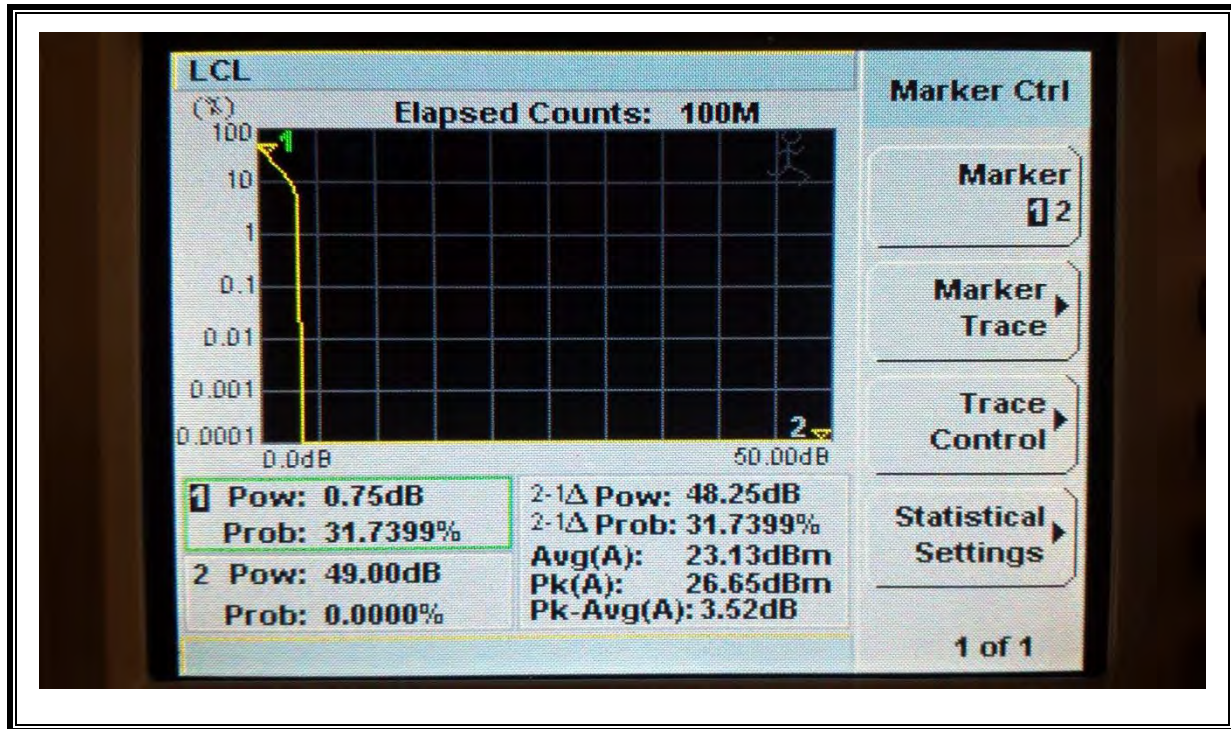 LCL
(%)
Elapsed Counts: 100M
100
1
10
1
0.1
0.01
0.001
0.0001
2
0.0dB
50.00dB
1 Pow: 0.75dB
Prob: 31.7399%
2 Pow: 49.00dB
Prob: 0.0000%
2-1Δ Pow: 48.25dB
2-1Δ Prob: 31.7399%
Avg(A): 23.13dBm
Pk(A): 26.65dBm
Pk-Avg(A): 3.52dB
Marker Ctrl
Marker
1 2
Marker
Trace
Trace
Control
Statistical
Settings
1 of 1